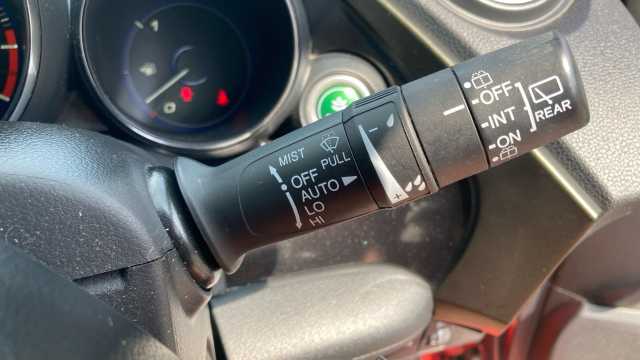 MIST
PULL
OFF
AUTO
LO
HI
- +
OFF
INT
ON
REAR